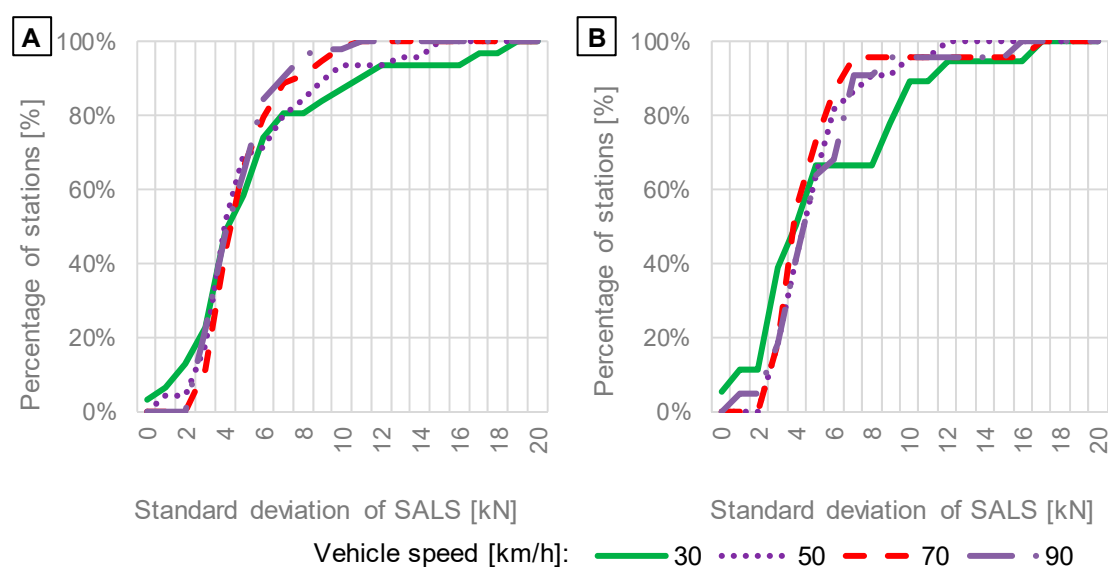 A
Percentage of stations [%]
100%
80%
60%
40%
20%
0%
0 2 4 6 8 10 12 14 16 18 20
Standard deviation of SALS [kN]
B
Percentage of stations [%]
100%
80%
60%
40%
20%
0%
0 2 4 6 8 10 12 14 16 18 20
Standard deviation of SALS [kN]
Vehicle speed [km/h]: 30 50 70 90